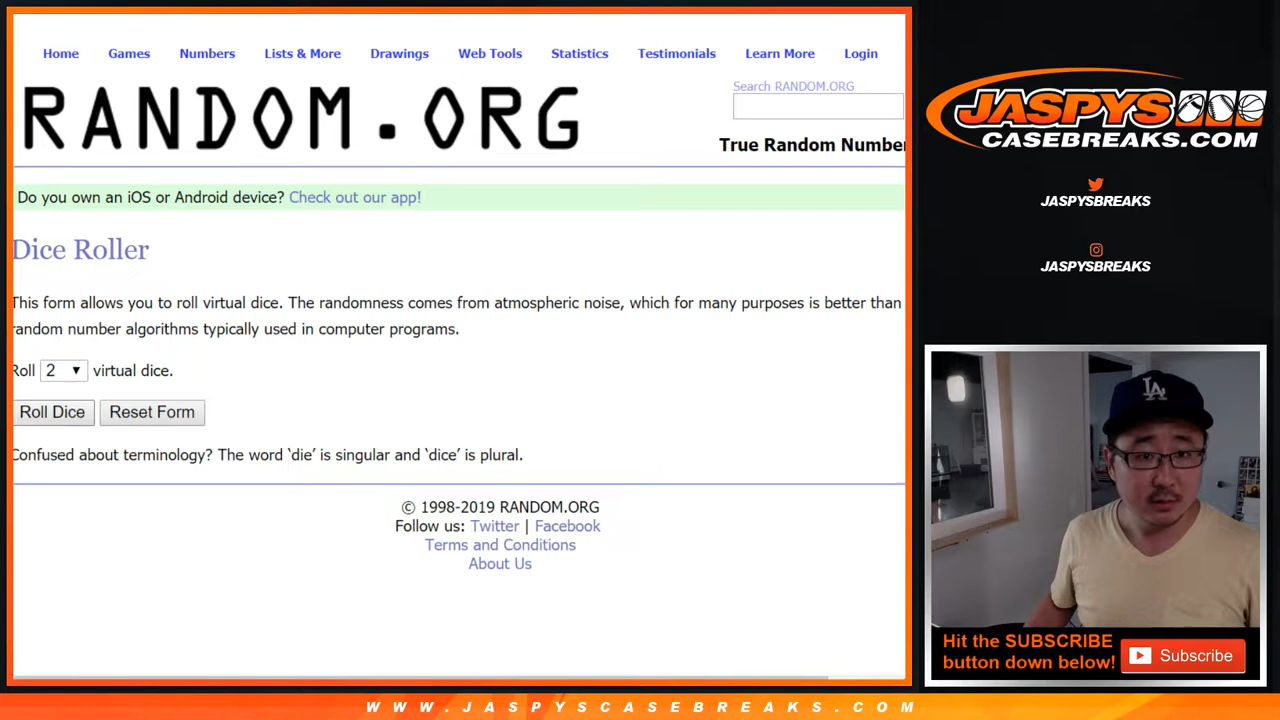 Home Games Numbers Lists & More Drawings Web Tools Statistics Testimonials Learn More Login
RANDOM.ORG
Search RANDOM.ORG
True Random Number
Do you own an iOS or Android device? Check out our app!
Dice Roller
This form allows you to roll virtual dice. The randomness comes from atmospheric noise, which for many purposes is better than
random number algorithms typically used in computer programs.
Roll 2 virtual dice.
Roll Dice Reset Form
Confused about terminology? The word ‘die’ is singular and ‘dice’ is plural.
© 1998-2019 RANDOM.ORG
Follow us: Twitter | Facebook
Terms and Conditions
About Us
JASPYS
CASEBREAKS.COM
JASPYSBREAKS
JASPYSBREAKS
LA
Hit the SUBSCRIBE
button down below!
Subscribe
WWW.JASPYSCASEBREAKS.COM